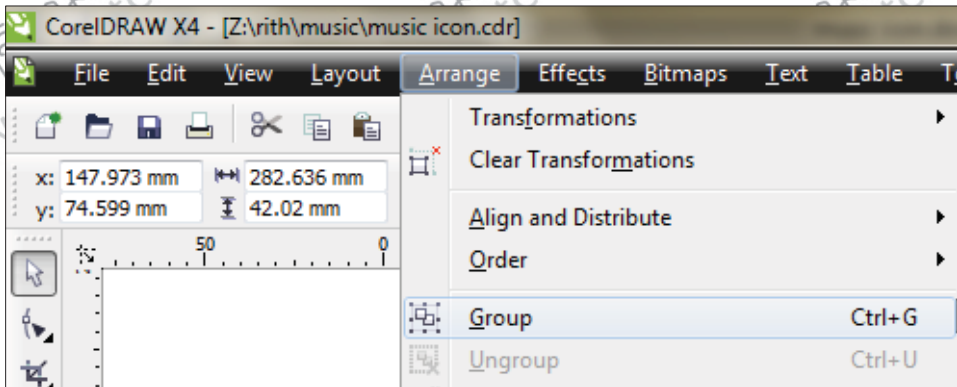 CorelDRAW X4 - [Z:\rith\music\music icon.cdr]
File Edit View Layout Arrange Effects Bitmaps Text Table
Transformations
Clear Transformations
x: 147.973 mm 282.636 mm
y: 74.599 mm 42.02 mm
Align and Distribute
50 0
Order
Group Ctrl+G
Ungroup Ctrl+U